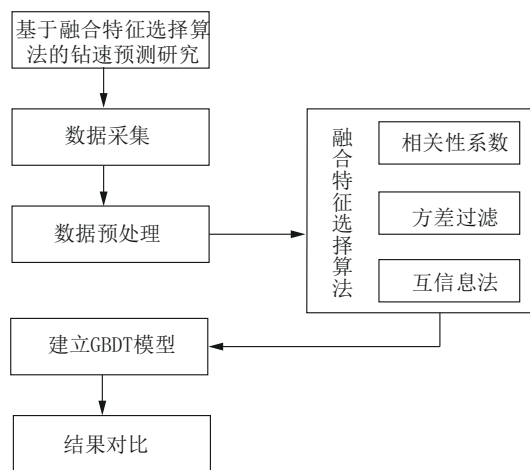 基于融合特征选择算
法的钻速预测研究
数据采集
数据预处理
融合特征选择算法
相关性系数
方差过滤
互信息法
建立GBDT模型
结果对比